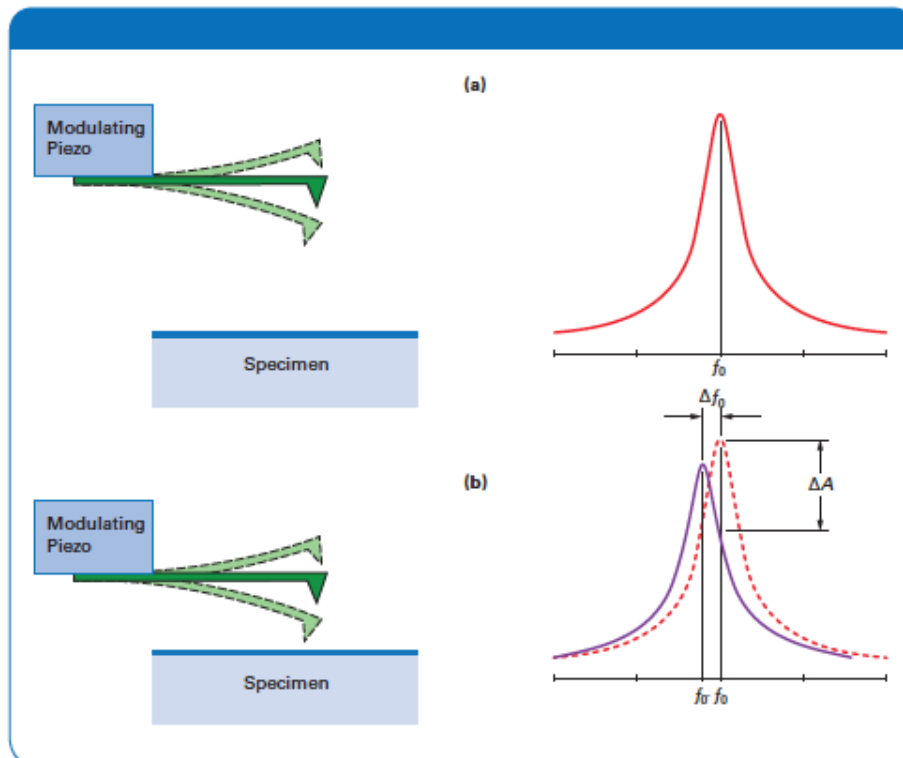 (a)
Modulating
Piezo
Specimen
f₀
Δf₀
(b)
ΔA
Modulating
Piezo
Specimen
f₀' f₀